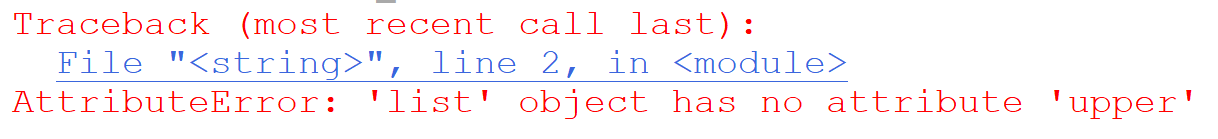 Traceback (most recent call last):
  File "<string>", line 2, in <module>
AttributeError: 'list' object has no attribute 'upper'